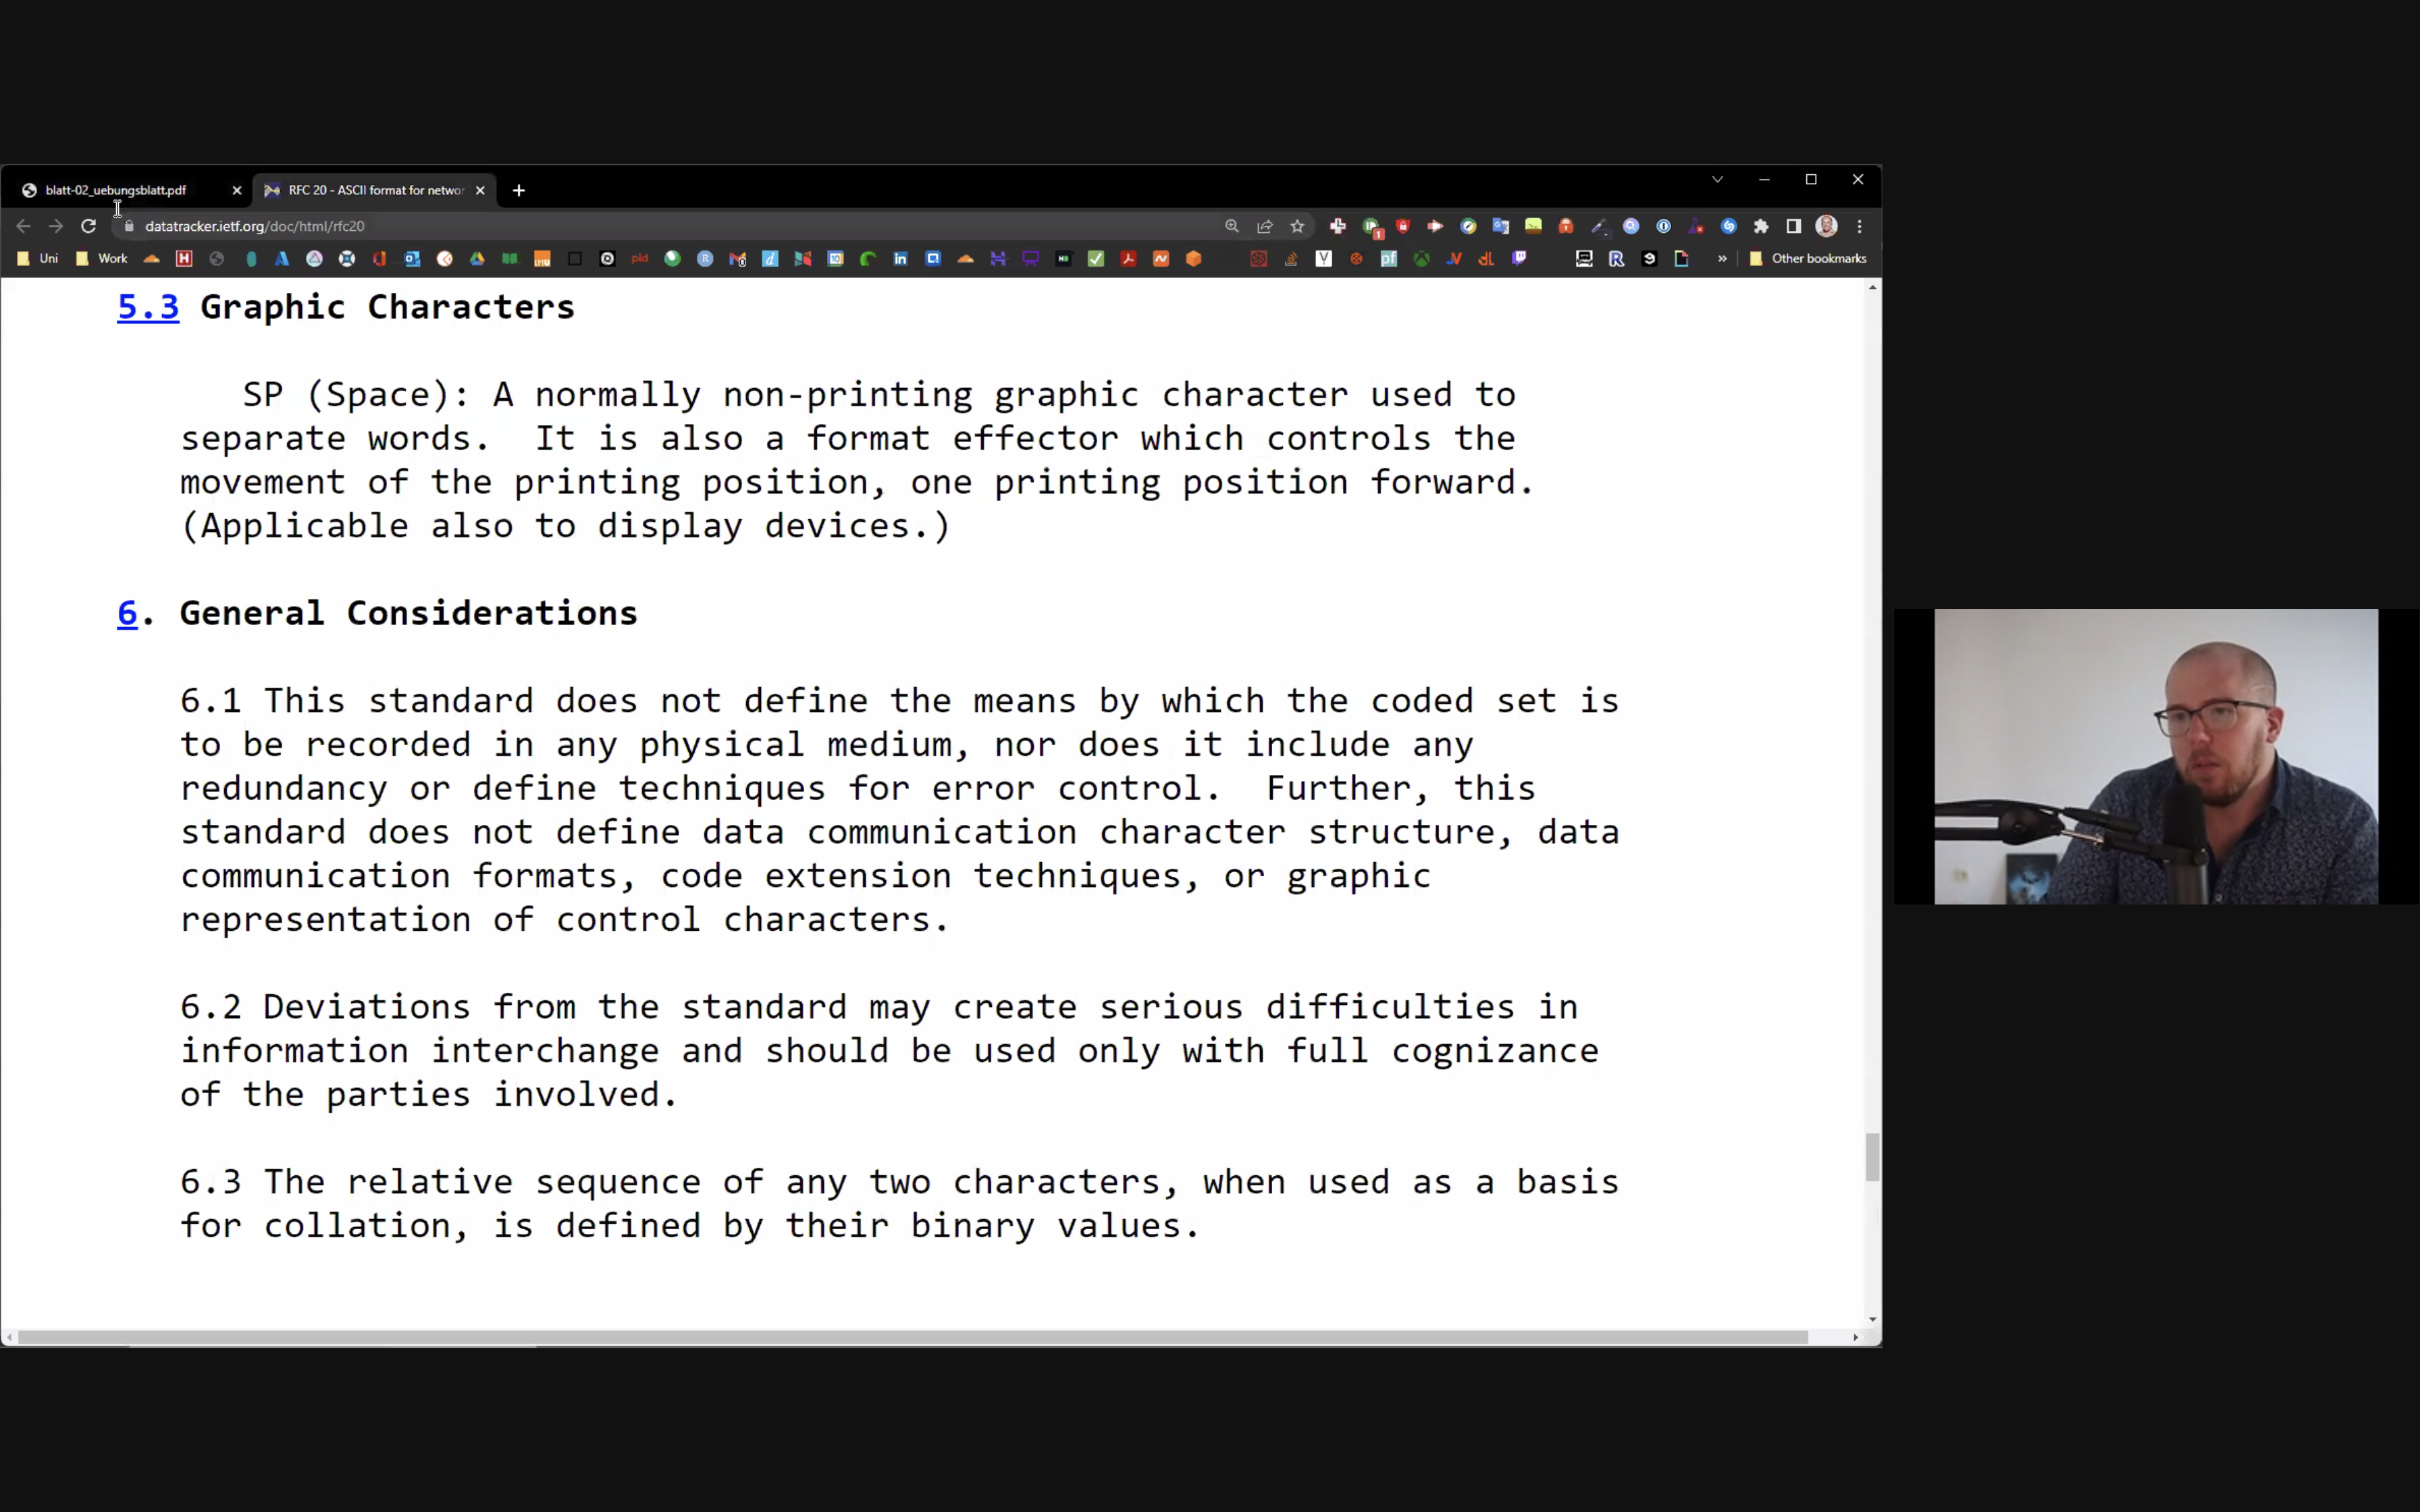 blatt-02_uebungsblatt.pdf
RFC 20 - ASCII format for networ
datatracker.ietf.org/doc/html/rfc20
Uni Work Other bookmarks
5.3 Graphic Characters
SP (Space): A normally non-printing graphic character used to
separate words. It is also a format effector which controls the
movement of the printing position, one printing position forward.
(Applicable also to display devices.)
6. General Considerations
6.1 This standard does not define the means by which the coded set is
to be recorded in any physical medium, nor does it include any
redundancy or define techniques for error control. Further, this
standard does not define data communication character structure, data
communication formats, code extension techniques, or graphic
representation of control characters.
6.2 Deviations from the standard may create serious difficulties in
information interchange and should be used only with full cognizance
of the parties involved.
6.3 The relative sequence of any two characters, when used as a basis
for collation, is defined by their binary values.